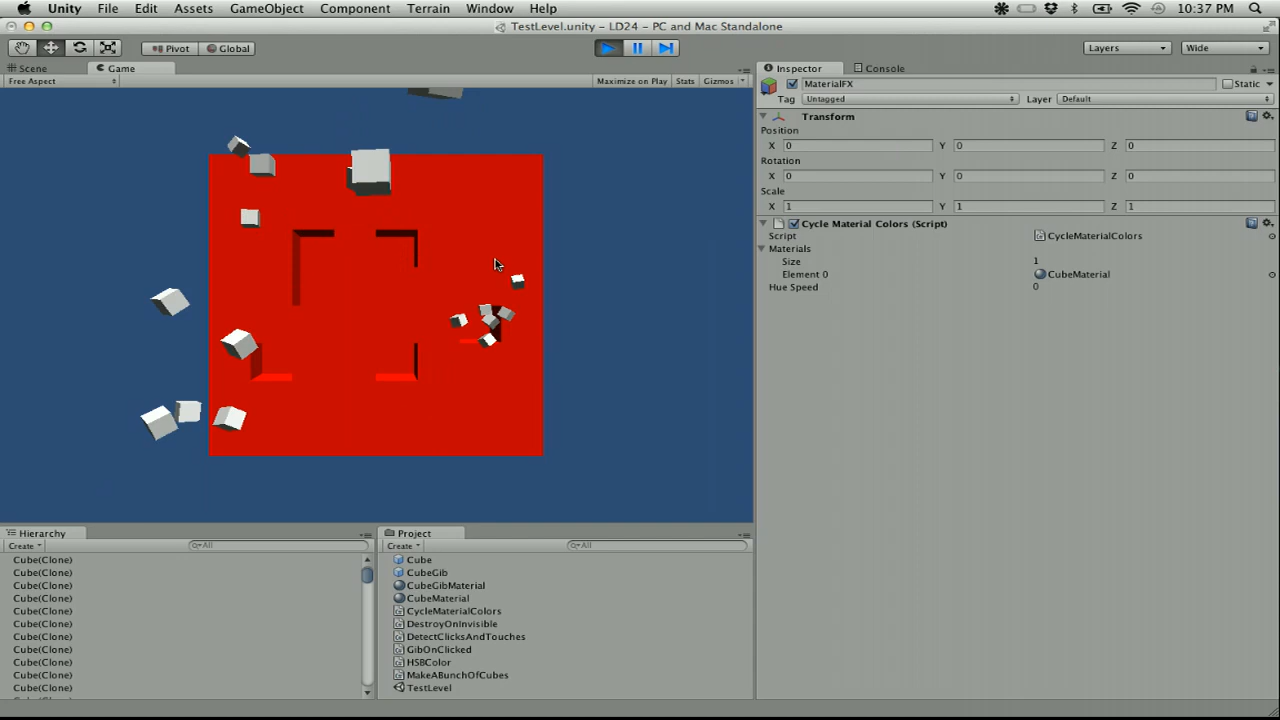 Unity File Edit Assets GameObject Component Terrain Window Help 10:37 PM
TestLevel.unity – LD24 – PC and Mac Standalone
Pivot Global Layers Wide
Scene Game Inspector Console
Free Aspect Maximize on Play Stats Gizmos MaterialFX Static
Tag Untagged Layer Default
Transform
Position
X 0 Y 0 Z 0
Rotation
X 0 Y 0 Z 0
Scale
X 1 Y 1 Z 1
Cycle Material Colors (Script)
Script CycleMaterialColors
Materials
Size 1
Element 0 CubeMaterial
Hue Speed 0
Hierarchy Project
Create All Create All
Cube(Clone) Cube
Cube(Clone) CubeGib
Cube(Clone) CubeGibMaterial
Cube(Clone) CubeMaterial
Cube(Clone) CycleMaterialColors
Cube(Clone) DestroyOnInvisible
Cube(Clone) DetectClicksAndTouches
Cube(Clone) GibOnClicked
Cube(Clone) HSBColor
Cube(Clone) MakeABunchOfCubes
Cube(Clone) TestLevel